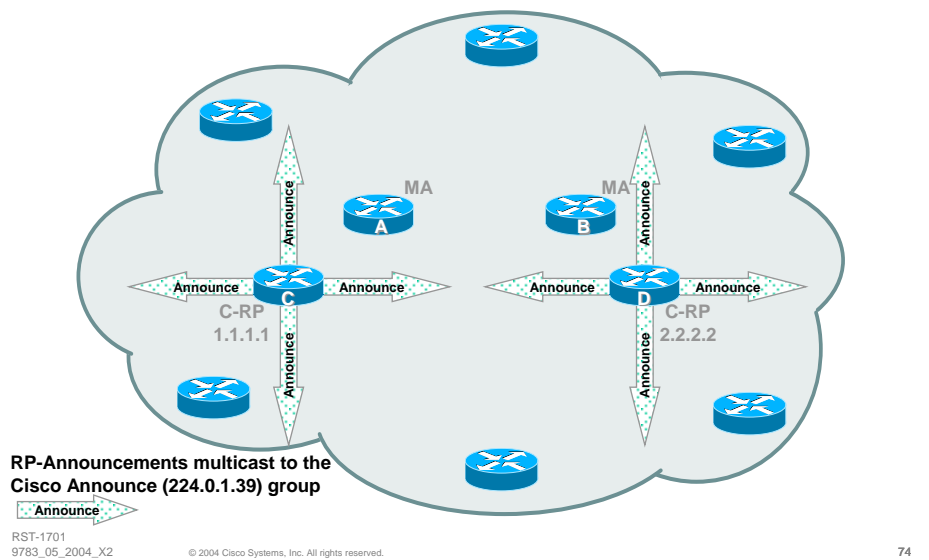 MA
MA
A
B
Announce
Announce
Announce
C
Announce
Announce
D
Announce
C-RP
1.1.1.1
C-RP
2.2.2.2
Announce
Announce
RP-Announcements multicast to the
Cisco Announce (224.0.1.39) group
Announce
RST-1701
9783_05_2004_X2
© 2004 Cisco Systems, Inc. All rights reserved.
74